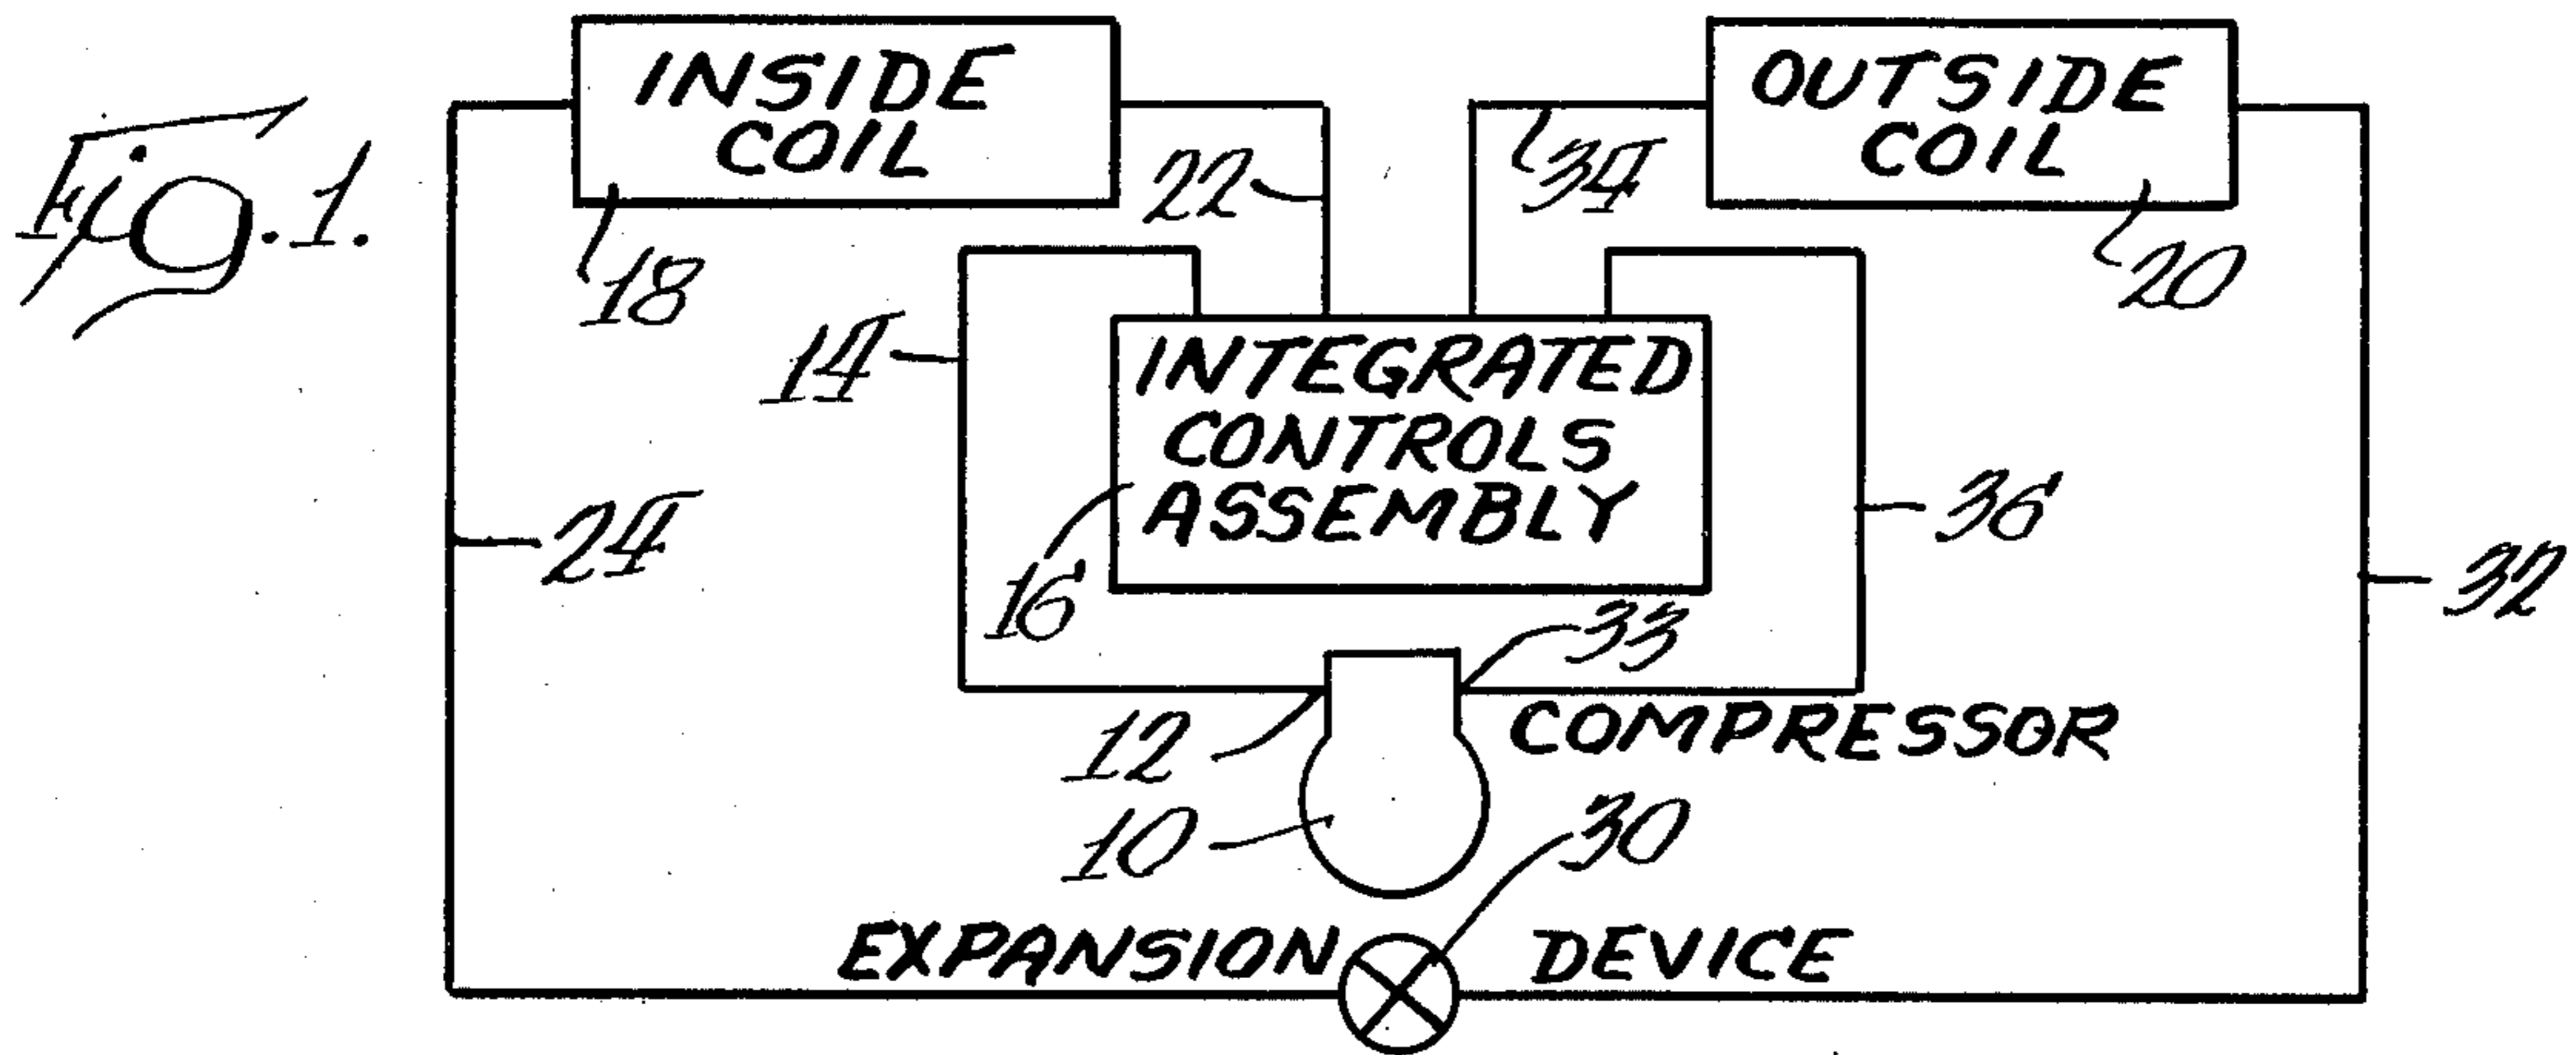 Fig. 1.
INSIDE
COIL
OUTSIDE
COIL
22
34
18
20
14
INTEGRATED
CONTROLS
ASSEMBLY
24
36
16
32
33
12
COMPRESSOR
10
30
EXPANSION DEVICE